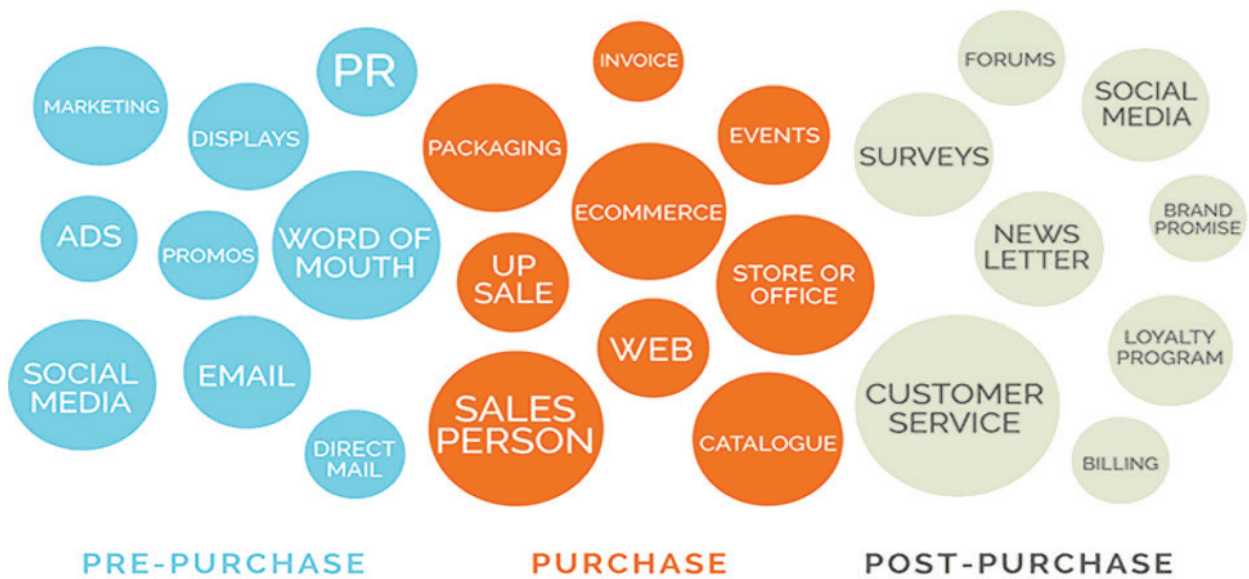 PR
MARKETING
DISPLAYS
ADS
PROMOS
WORD OF
MOUTH
SOCIAL
MEDIA
EMAIL
DIRECT
MAIL
INVOICE
PACKAGING
EVENTS
ECOMMERCE
UP
SALE
STORE OR
OFFICE
WEB
SALES
PERSON
CATALOGUE
FORUMS
SOCIAL
MEDIA
SURVEYS
NEWS
LETTER
BRAND
PROMISE
LOYALTY
PROGRAM
CUSTOMER
SERVICE
BILLING
PRE-PURCHASE
PURCHASE
POST-PURCHASE